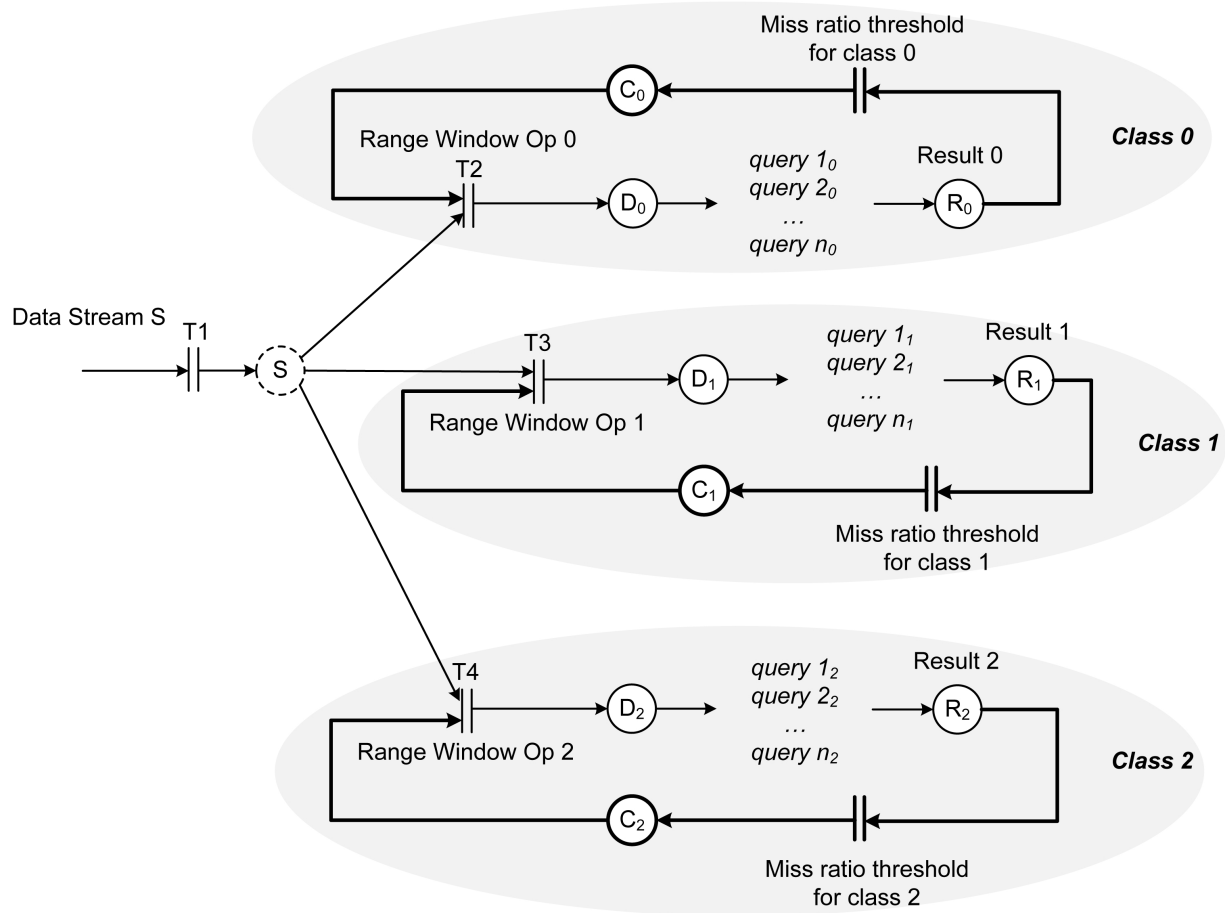 Miss ratio threshold
for class 0
C₀
Range Window Op 0
T2
D₀
query 1₀
query 2₀
...
query n₀
Result 0
R₀
Class 0
Data Stream S
T1
S
T3
Range Window Op 1
D₁
query 1₁
query 2₁
...
query n₁
Result 1
R₁
Class 1
C₁
Miss ratio threshold
for class 1
T4
Range Window Op 2
D₂
query 1₂
query 2₂
...
query n₂
Result 2
R₂
Class 2
C₂
Miss ratio threshold
for class 2